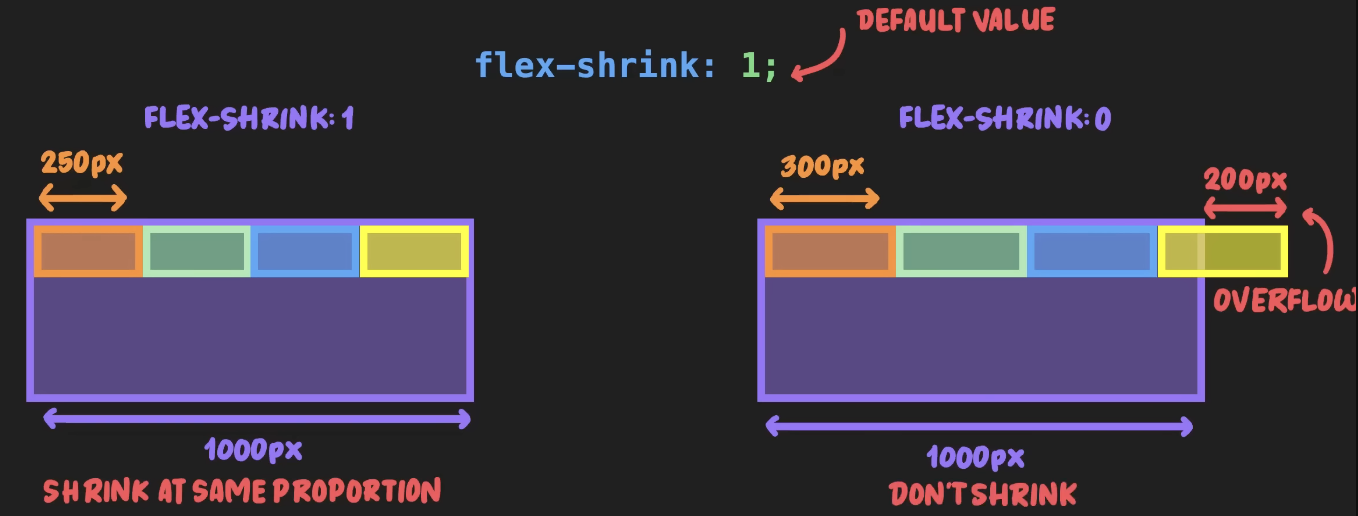 DEFAULT VALUE
flex-shrink: 1;
FLEX-SHRINK: 1
FLEX-SHRINK: 0
250px
300px
200px
OVERFLOW
1000px
1000px
SHRINK AT SAME PROPORTION
DON'T SHRINK